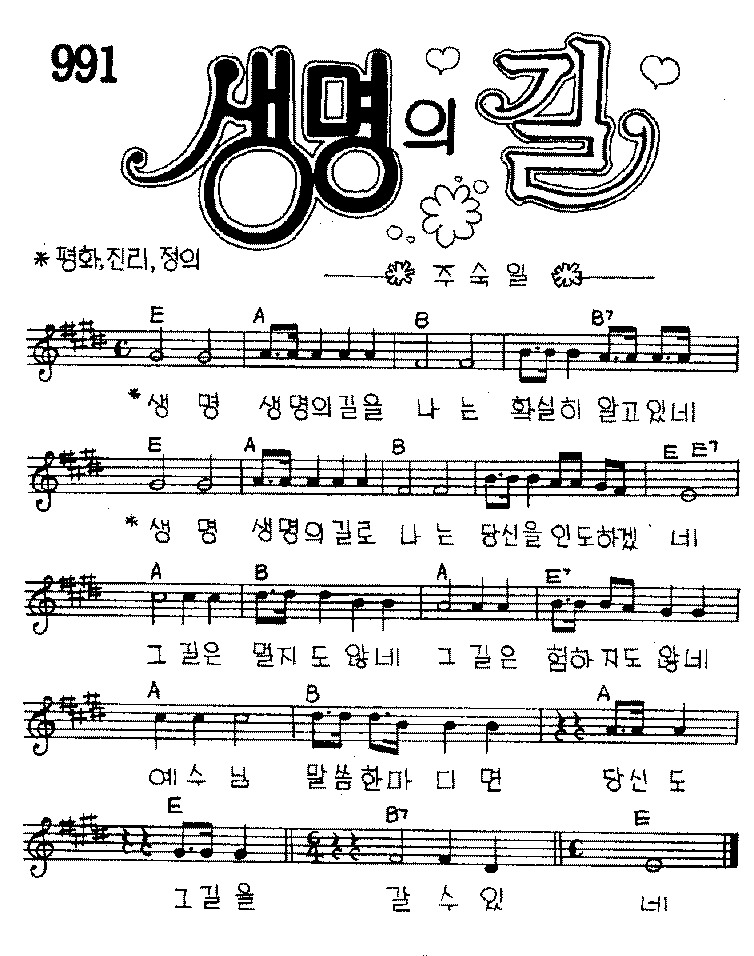 991
생명의 길
* 평화, 진리, 정의
주숙일
E A B B7
* 생 명 생명의길을 나 는 확실히 알고있네
E A B E E7
* 생 명 생명의길로 나 는 당신을 인도하겠 네
A B A E7
그 길은 멀지도 않네 그 길은 험하지도 않네
A B A
예수님 말씀한마 디 면 당신도
E B7 E
그길을 갈 수 있 네